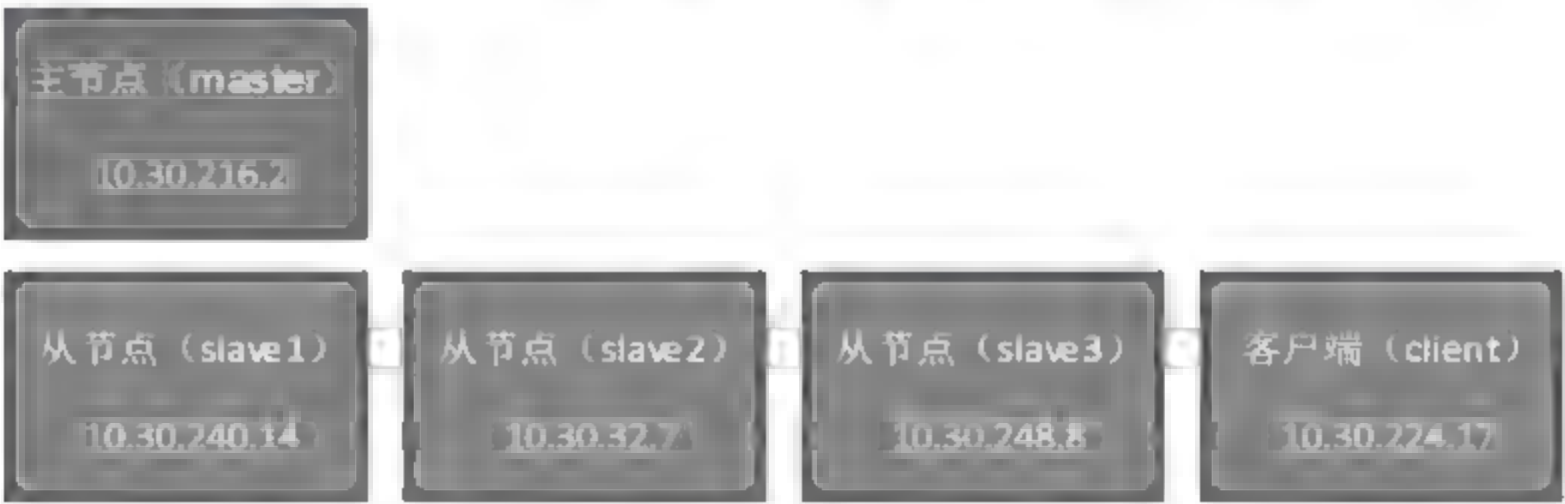 主节点（master）
10.30.216.2
从节点（slave1）
10.30.240.14
从节点（slave2）
10.30.32.7
从节点（slave3）
10.30.248.8
客户端（client）
10.30.224.17